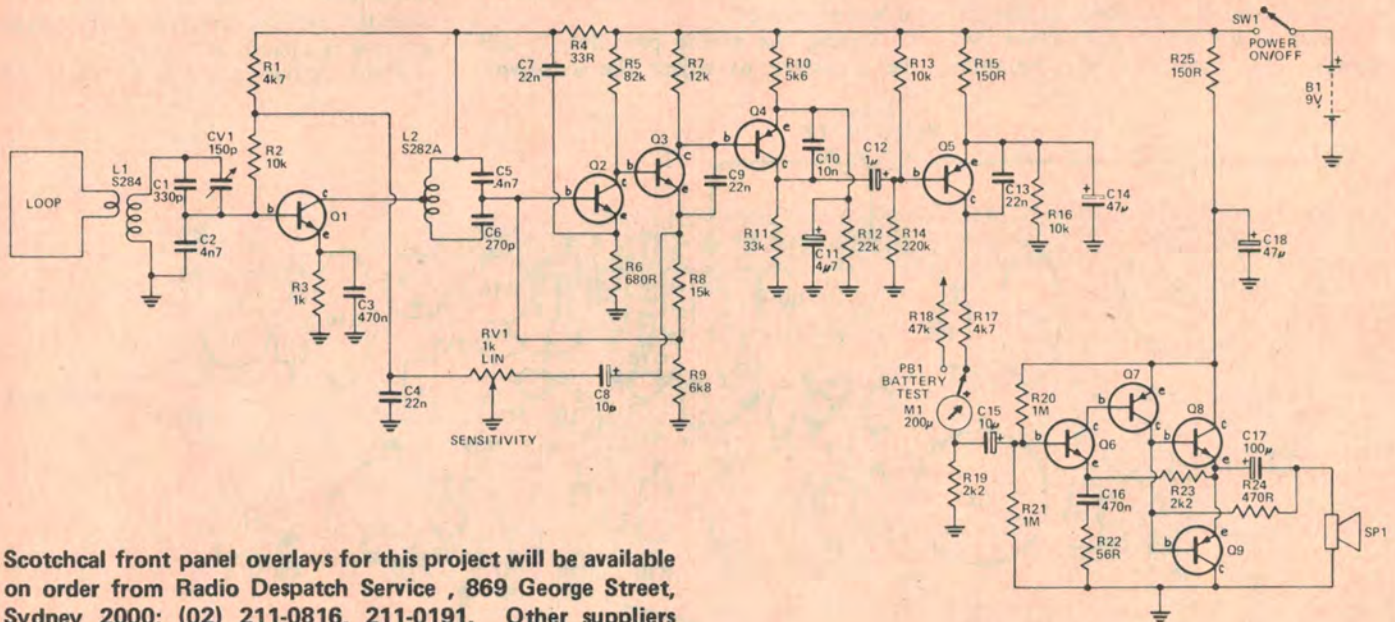 R1
4k7
C7
22n
R4
33R
R5
82k
R7
12k
R10
5k6
R13
10k
R15
150R
R25
150R
SW1
POWER
ON/OFF
B1
9V
LOOP
L1
S284
C1
330p
CV1
150p
R2
10k
C2
4n7
b
c
e
Q1
R3
1k
C3
470n
L2
S282A
C5
4n7
C6
270p
Q2
b
c
e
R6
680R
Q3
b
c
e
C9
22n
R8
15k
R9
6k8
C4
22n
RV1
1k
LIN
SENSITIVITY
C8
10µ
+
Q4
b
e
c
C10
10n
R11
33k
C11
4µ7
+
R12
22k
C12
1µ
+
R14
220k
Q5
b
e
c
C13
22n
R16
10k
+
C14
47µ
R18
47k
R17
4k7
PB1
BATTERY
TEST
M1
200µ
+
R19
2k2
C15
10µ
+
R20
1M
R21
1M
Q6
b
c
e
C16
470n
R22
56R
Q7
b
e
c
Q8
b
c
e
R23
2k2
Q9
b
e
c
C17
100µ
+
R24
470R
C18
47µ
+
SP1
Scotchcal front panel overlays for this project will be available
on order from Radio Despatch Service , 869 George Street,
Sydney 2000; (02) 211-0816, 211-0191. Other suppliers